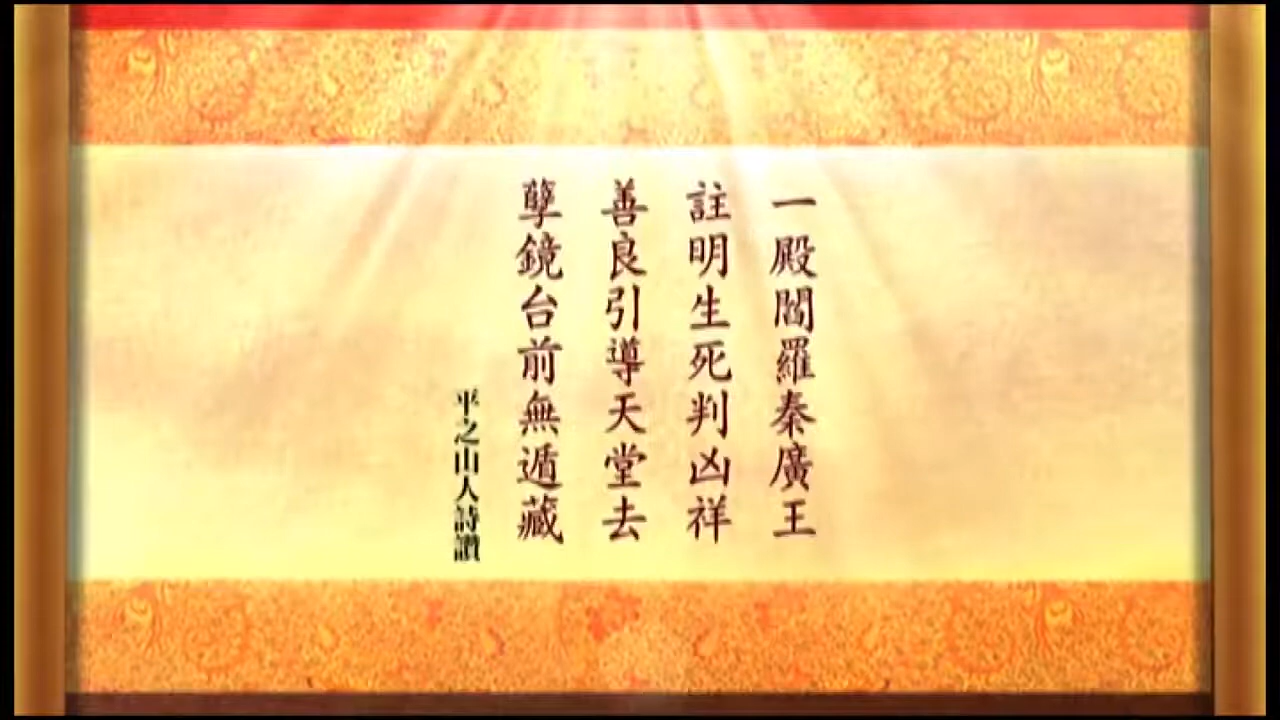 一殿閻羅秦廣王
註明生死判凶祥
善良引導天堂去
孽鏡台前無遁藏
平之山人詩讚